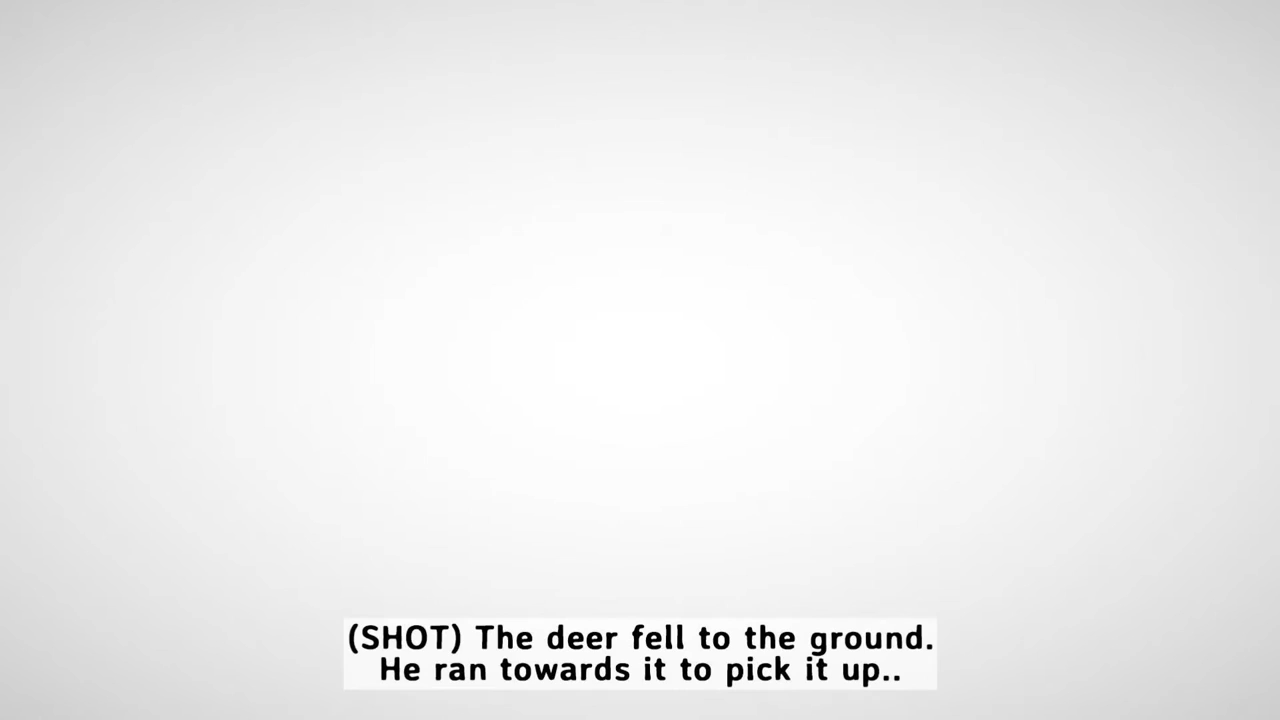 (SHOT) The deer fell to the ground.
He ran towards it to pick it up..